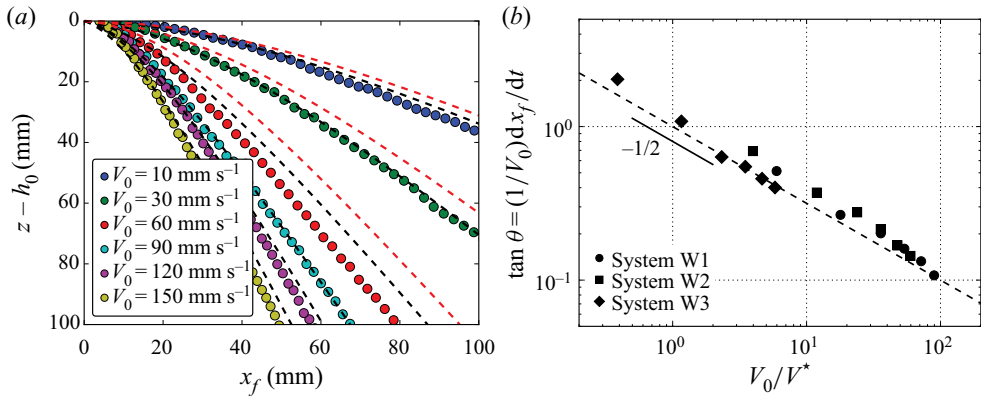 (a)
z – h₀ (mm)
0
20
40
60
80
100
V₀ = 10 mm s⁻¹
V₀ = 30 mm s⁻¹
V₀ = 60 mm s⁻¹
V₀ = 90 mm s⁻¹
V₀ = 120 mm s⁻¹
V₀ = 150 mm s⁻¹
0 20 40 60 80 100
x_f (mm)
(b)
tan θ = (1/V₀) dx_f/dt
10⁰
10⁻¹
–1/2
System W1
System W2
System W3
10⁰ 10¹ 10²
V₀/V⋆